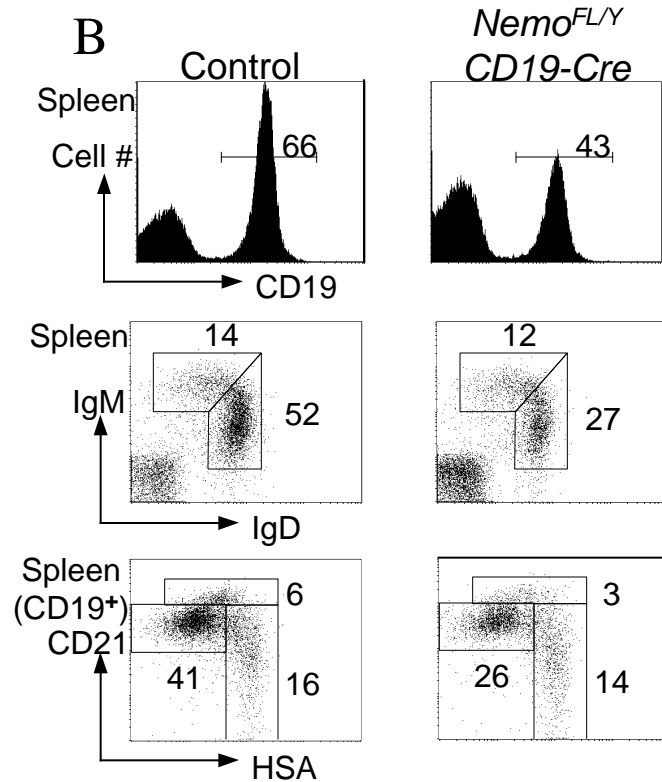 B
Control
Nemo^FL/Y
CD19-Cre
Spleen
Cell #
66
43
CD19
Spleen
14
12
IgM
52
27
IgD
Spleen
(CD19+)
CD21
6
3
41
16
26
14
HSA